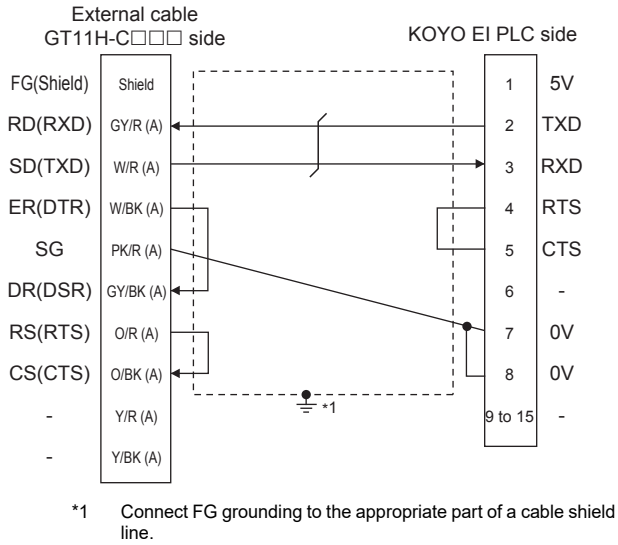 External cable
GT11H-C□□□ side
KOYO EI PLC side
FG(Shield) Shield 1 5V
RD(RXD) GY/R (A) 2 TXD
SD(TXD) W/R (A) 3 RXD
ER(DTR) W/BK (A) 4 RTS
SG PK/R (A) 5 CTS
DR(DSR) GY/BK (A) 6 -
RS(RTS) O/R (A) 7 0V
CS(CTS) O/BK (A) 8 0V
*1
- Y/R (A) 9 to 15 -
- Y/BK (A)
*1 Connect FG grounding to the appropriate part of a cable shield
line.